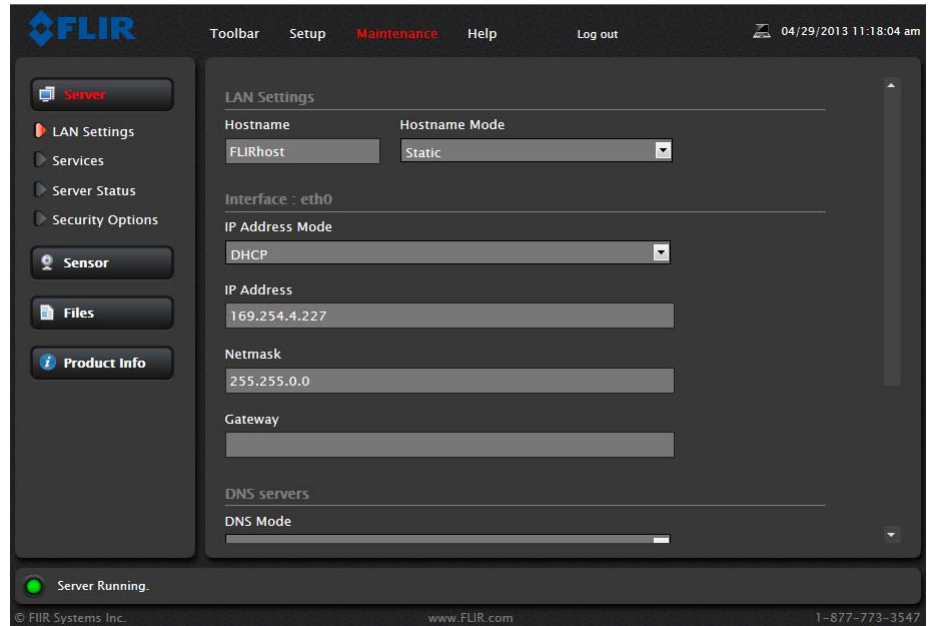 FLIR
Toolbar Setup Maintenance Help Log out 04/29/2013 11:18:04 am
Server
LAN Settings
Services
Server Status
Security Options
Sensor
Files
Product Info
LAN Settings
Hostname Hostname Mode
FLIRhost Static
Interface : eth0
IP Address Mode
DHCP
IP Address
169.254.4.227
Netmask
255.255.0.0
Gateway
DNS servers
DNS Mode
Server Running.
© FlIR Systems Inc. www.FLIR.com 1-877-773-3547